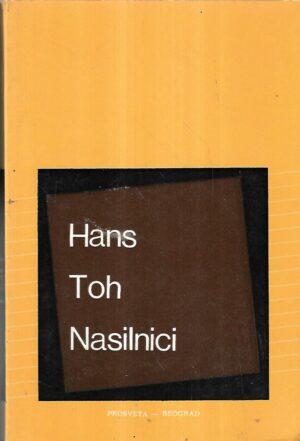 Hans
Toh
Nasilnici
PROSVETA — BEOGRAD